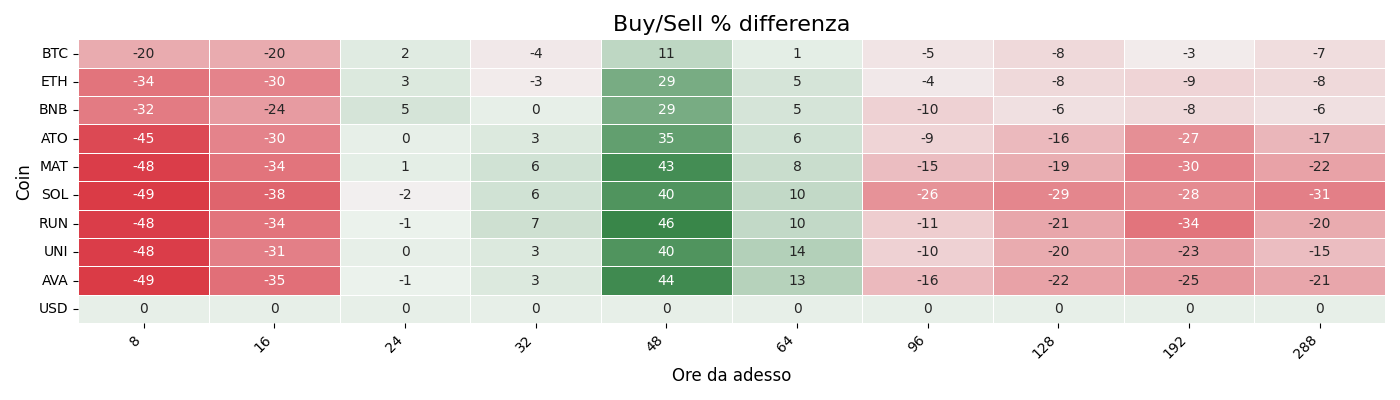 Buy/Sell % differenza
Coin
BTC -20 -20 2 -4 11 1 -5 -8 -3 -7
ETH -34 -30 3 -3 29 5 -4 -8 -9 -8
BNB -32 -24 5 0 29 5 -10 -6 -8 -6
ATO -45 -30 0 3 35 6 -9 -16 -27 -17
MAT -48 -34 1 6 43 8 -15 -19 -30 -22
SOL -49 -38 -2 6 40 10 -26 -29 -28 -31
RUN -48 -34 -1 7 46 10 -11 -21 -34 -20
UNI -48 -31 0 3 40 14 -10 -20 -23 -15
AVA -49 -35 -1 3 44 13 -16 -22 -25 -21
USD 0 0 0 0 0 0 0 0 0 0
8 16 24 32 48 64 96 128 192 288
Ore da adesso